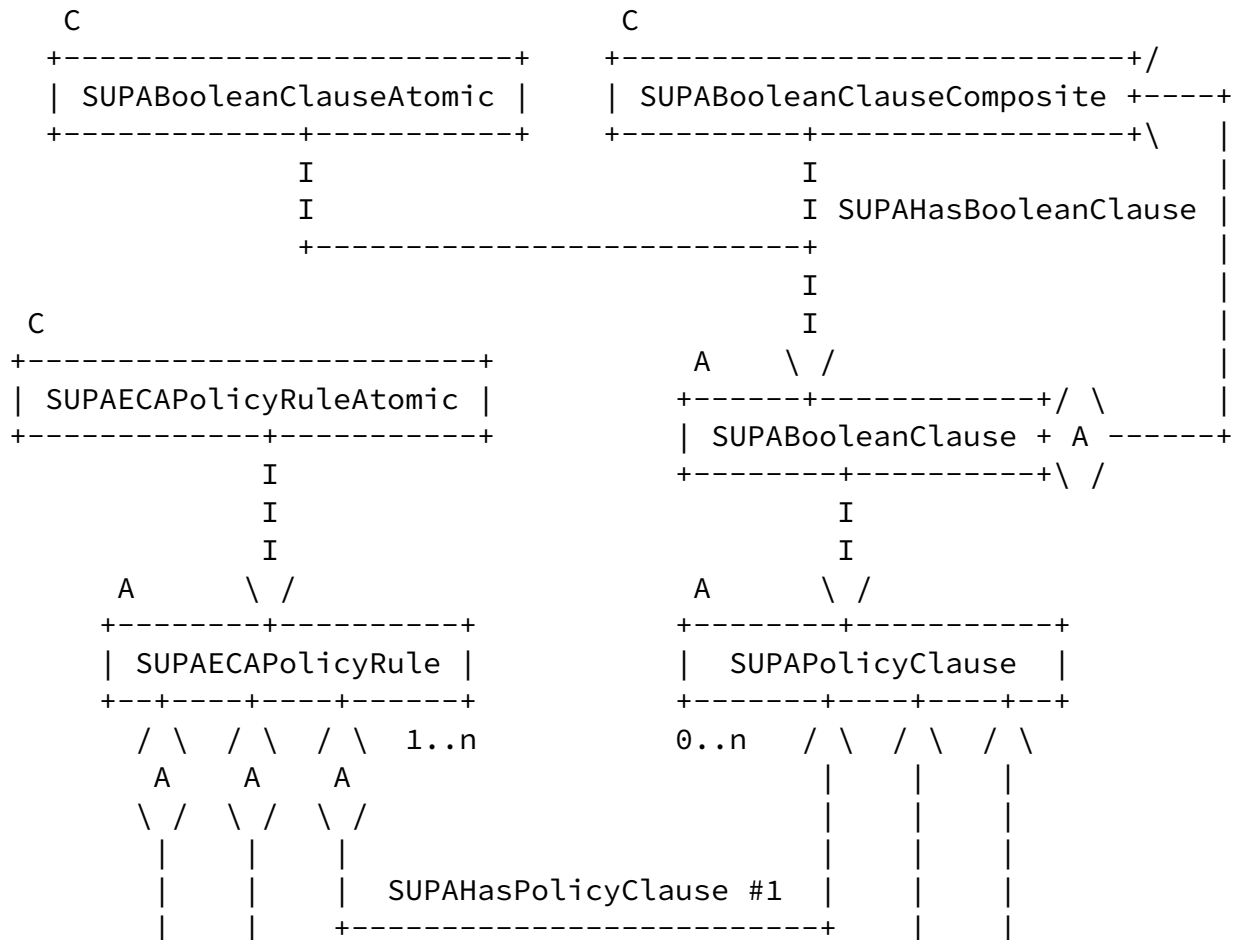 C C
SUPABooleanClauseAtomic SUPABooleanClauseComposite
I I
I I SUPAHasBooleanClause
I
C I
A
SUPAECAPolicyRuleAtomic
SUPABooleanClause A
I
I I
I I
A A
SUPAECAPolicyRule SUPAPolicyClause
1..n 0..n
A A A
SUPAHasPolicyClause #1